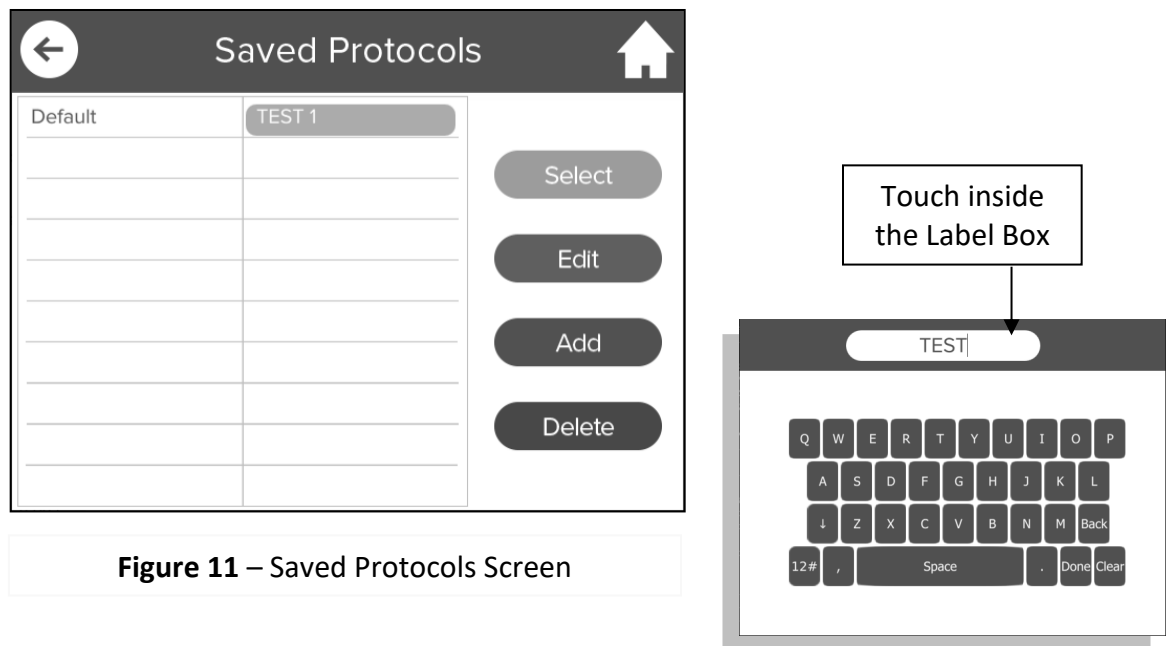 Saved Protocols
Default TEST 1
Select
Edit
Add
Delete
Figure 11 – Saved Protocols Screen
Touch inside
the Label Box
TEST
Q W E R T Y U I O P
A S D F G H J K L
↓ Z X C V B N M Back
12# , Space . Done Clear